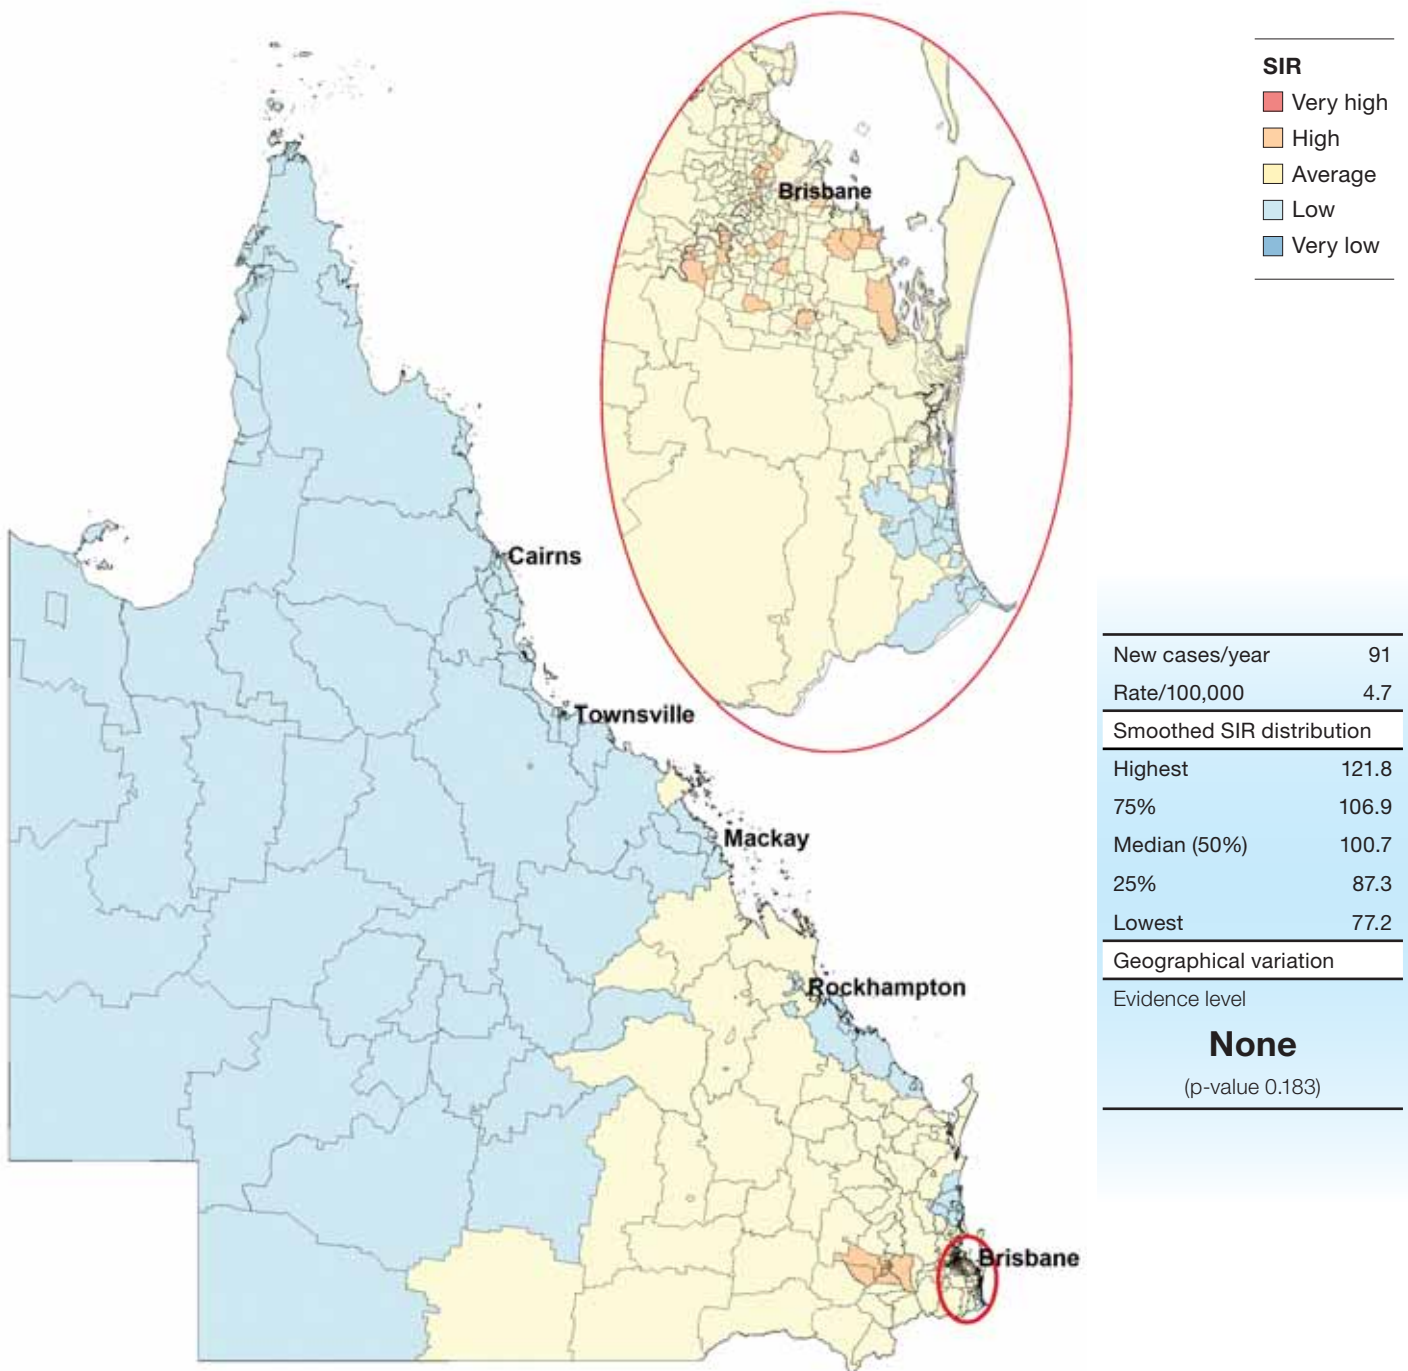 SIR
Very high
High
Average
Low
Very low
Brisbane
Cairns
Townsville
Mackay
Rockhampton
Brisbane
New cases/year 91
Rate/100,000 4.7
Smoothed SIR distribution
Highest 121.8
75% 106.9
Median (50%) 100.7
25% 87.3
Lowest 77.2
Geographical variation
Evidence level
None
(p-value 0.183)